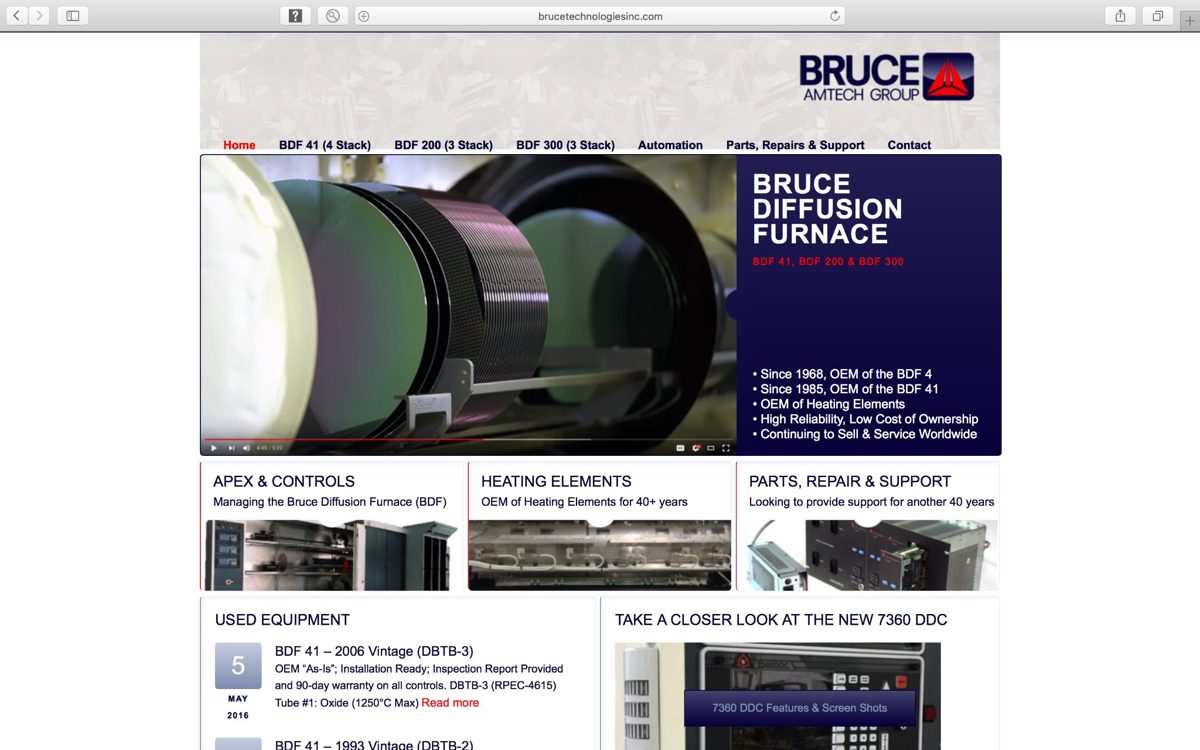 brucetechnologiesinc.com
BRUCE
AMTECH GROUP
Home BDF 41 (4 Stack) BDF 200 (3 Stack) BDF 300 (3 Stack) Automation Parts, Repairs & Support Contact
BRUCE
DIFFUSION
FURNACE
BDF 41, BDF 200 & BDF 300
• Since 1968, OEM of the BDF 4
• Since 1985, OEM of the BDF 41
• OEM of Heating Elements
• High Reliability, Low Cost of Ownership
• Continuing to Sell & Service Worldwide
APEX & CONTROLS
Managing the Bruce Diffusion Furnace (BDF)
HEATING ELEMENTS
OEM of Heating Elements for 40+ years
PARTS, REPAIR & SUPPORT
Looking to provide support for another 40 years
USED EQUIPMENT
5
MAY
2016
BDF 41 – 2006 Vintage (DBTB-3)
OEM “As-Is”; Installation Ready; Inspection Report Provided
and 90-day warranty on all controls. DBTB-3 (RPEC-4615)
Tube #1: Oxide (1250°C Max) Read more
BDF 41 – 1993 Vintage (DBTB-2)
TAKE A CLOSER LOOK AT THE NEW 7360 DDC
7360 DDC Features & Screen Shots